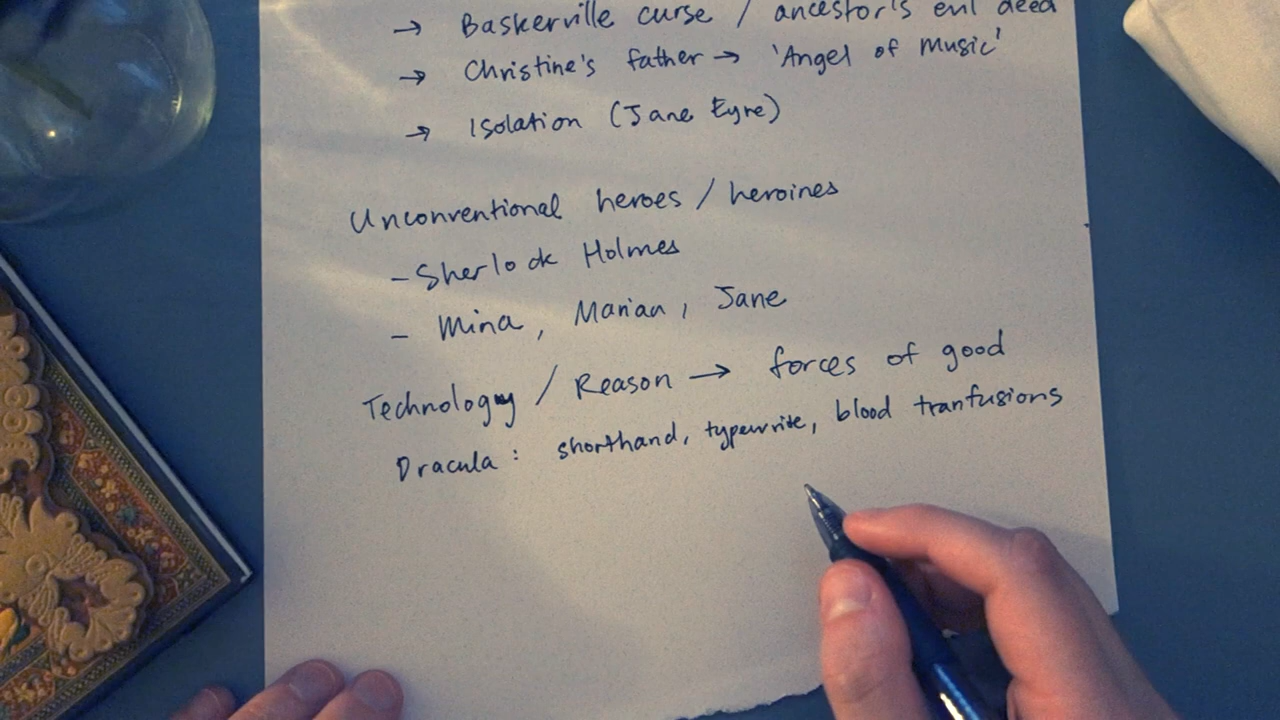 → Baskerville curse / ancestor's evil deed
→ Christine's father → 'Angel of Music'
→ Isolation (Jane Eyre)
Unconventional heroes / heroines
- Sherlock Holmes
- Mina, Marian, Jane
Technology / Reason → forces of good
Dracula: shorthand, typewrite, blood tranfusions